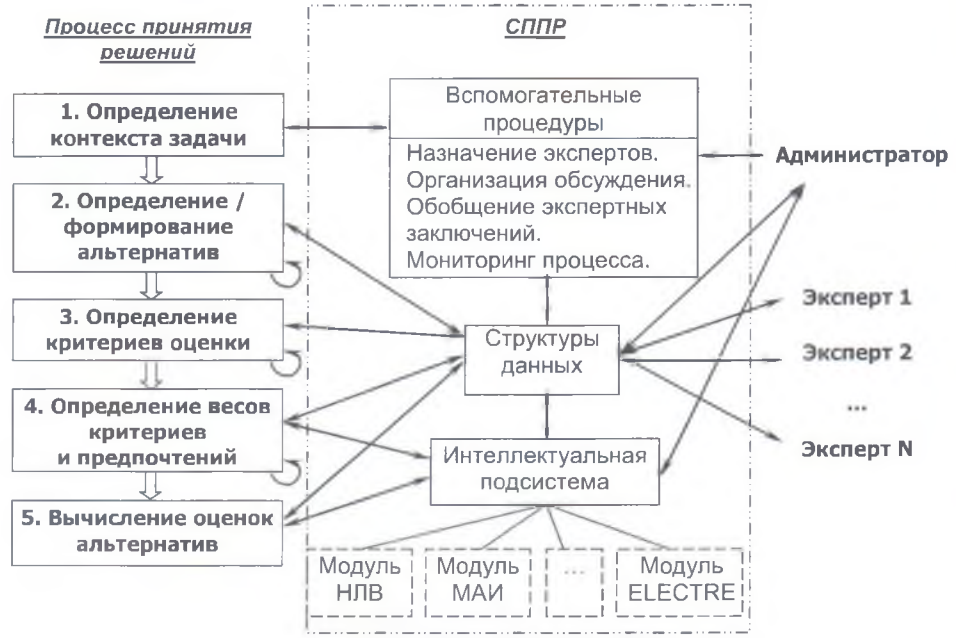 Процесс принятия
решений
СППР
1. Определение
контекста задачи
2. Определение /
формирование
альтернатив
3. Определение
критериев оценки
4. Определение весов
критериев
и предпочтений
5. Вычисление оценок
альтернатив
Вспомогательные
процедуры
Назначение экспертов.
Организация обсуждения.
Обобщение экспертных
заключений.
Мониторинг процесса.
Структуры
данных
Интеллектуальная
подсистема
Модуль
НЛВ
Модуль
МАИ
...
Модуль
ELECTRE
Администратор
Эксперт 1
Эксперт 2
...
Эксперт N